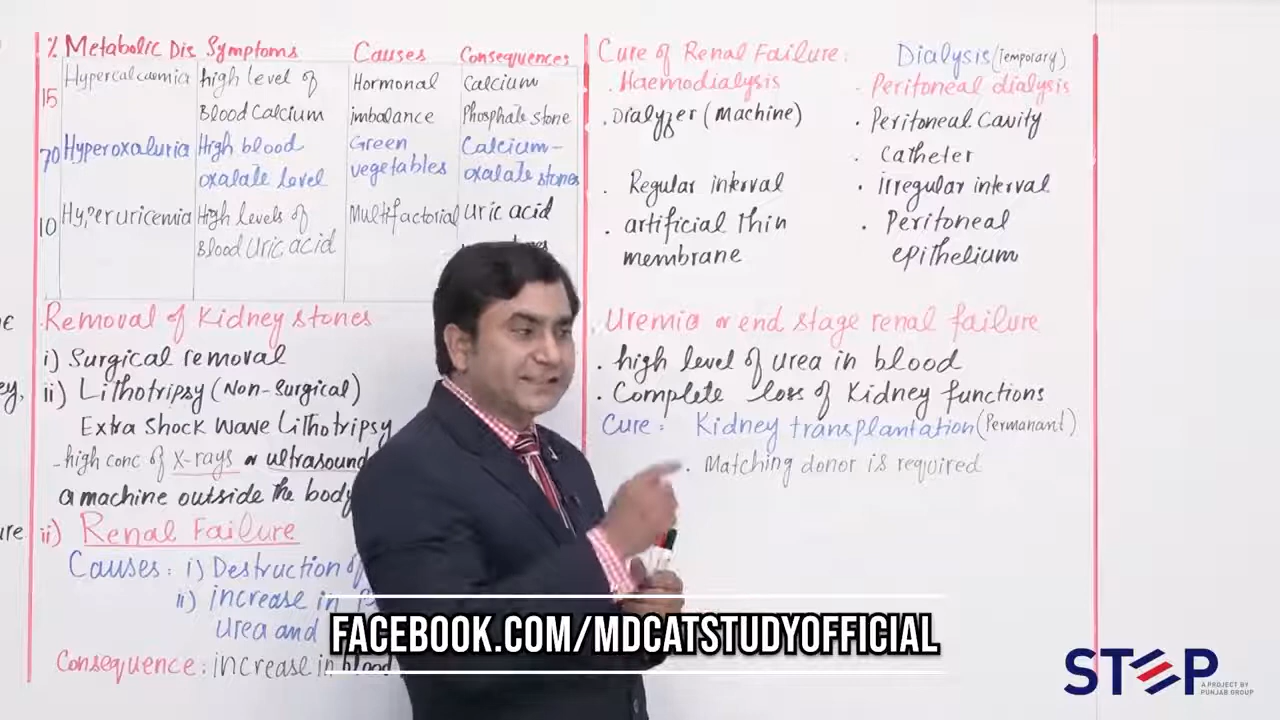 % Metabolic Dis Symptoms Causes Consequences
15 Hypercalcaemia high level of Blood Calcium Hormonal imbalance Calcium Phosphate stone
70 Hyperoxaluria High blood oxalate level Green vegetables Calcium-oxalate stones
10 Hyperuricemia High levels of Blood Uric acid Multifactorial Uric acid
Removal of Kidney stones
i) Surgical removal
ii) Lithotripsy (Non-Surgical)
Extra Shock Wave Lithotripsy
-high conc of X-rays or ultrasound
a machine outside the body
ii) Renal Failure
Causes: i) Destruction of
ii) increase in
urea and
Consequence: increase in blood
Cure of Renal Failure: Dialysis (Temporary)
. Haemodialysis
. Dialyzer (Machine)
. Regular interval
. artificial thin
membrane
. Peritoneal dialysis
. Peritoneal Cavity
. Catheter
. irregular interval
. Peritoneal
epithelium
. Uremia or end stage renal failure
. high level of urea in blood
. Complete loss of Kidney functions
Cure: Kidney transplantation (Permanant)
. Matching donor is required
FACEBOOK.COM/MDCATSTUDYOFFICIAL
STEP
A PROJECT BY
PUNJAB GROUP